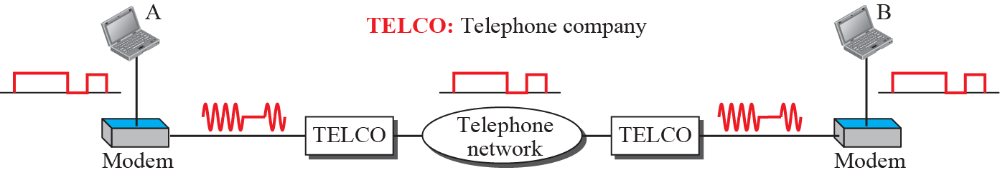 A
TELCO: Telephone company
B
TELCO
Telephone
network
TELCO
Modem
Modem